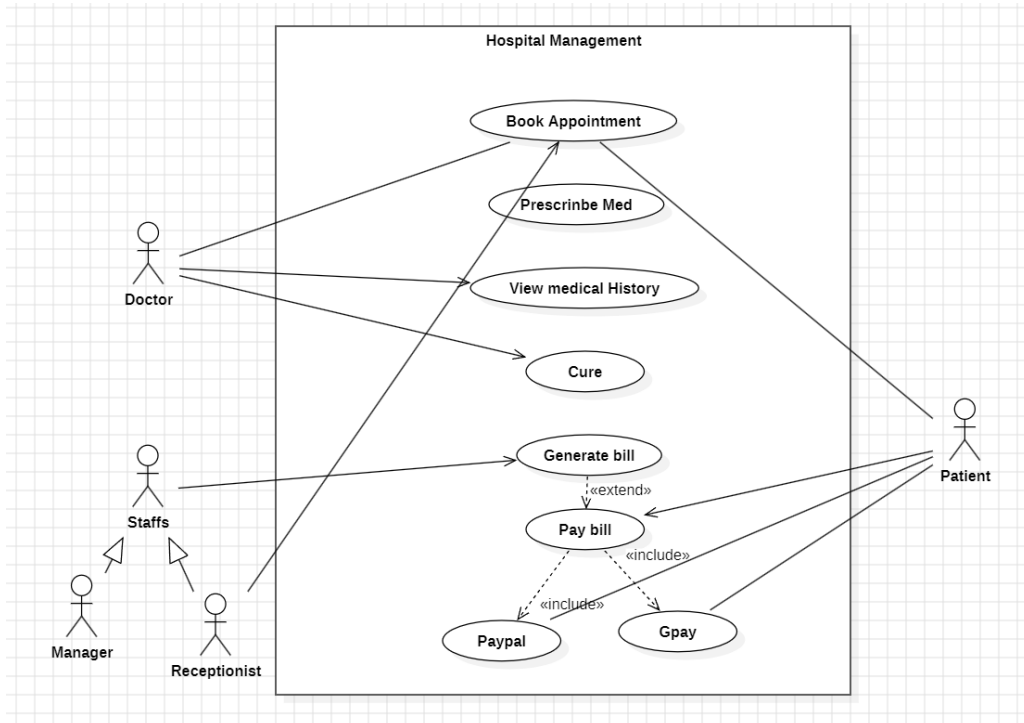 Hospital Management
Book Appointment
Prescrinbe Med
View medical History
Doctor
Cure
Generate bill
Patient
«extend»
Staffs
Pay bill
«include»
«include»
Paypal
Gpay
Manager
Receptionist